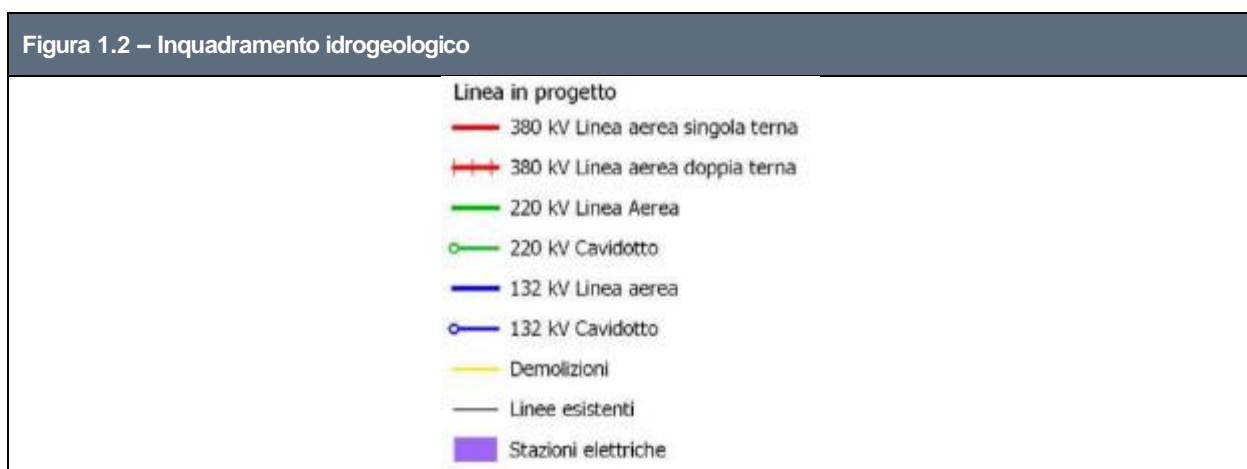 Figura 1.2 – Inquadramento idrogeologico
Linea in progetto
380 kV Linea aerea singola terna
380 kV Linea aerea doppia terna
220 kV Linea Aerea
220 kV Cavidotto
132 kV Linea aerea
132 kV Cavidotto
Demolizioni
Linee esistenti
Stazioni elettriche